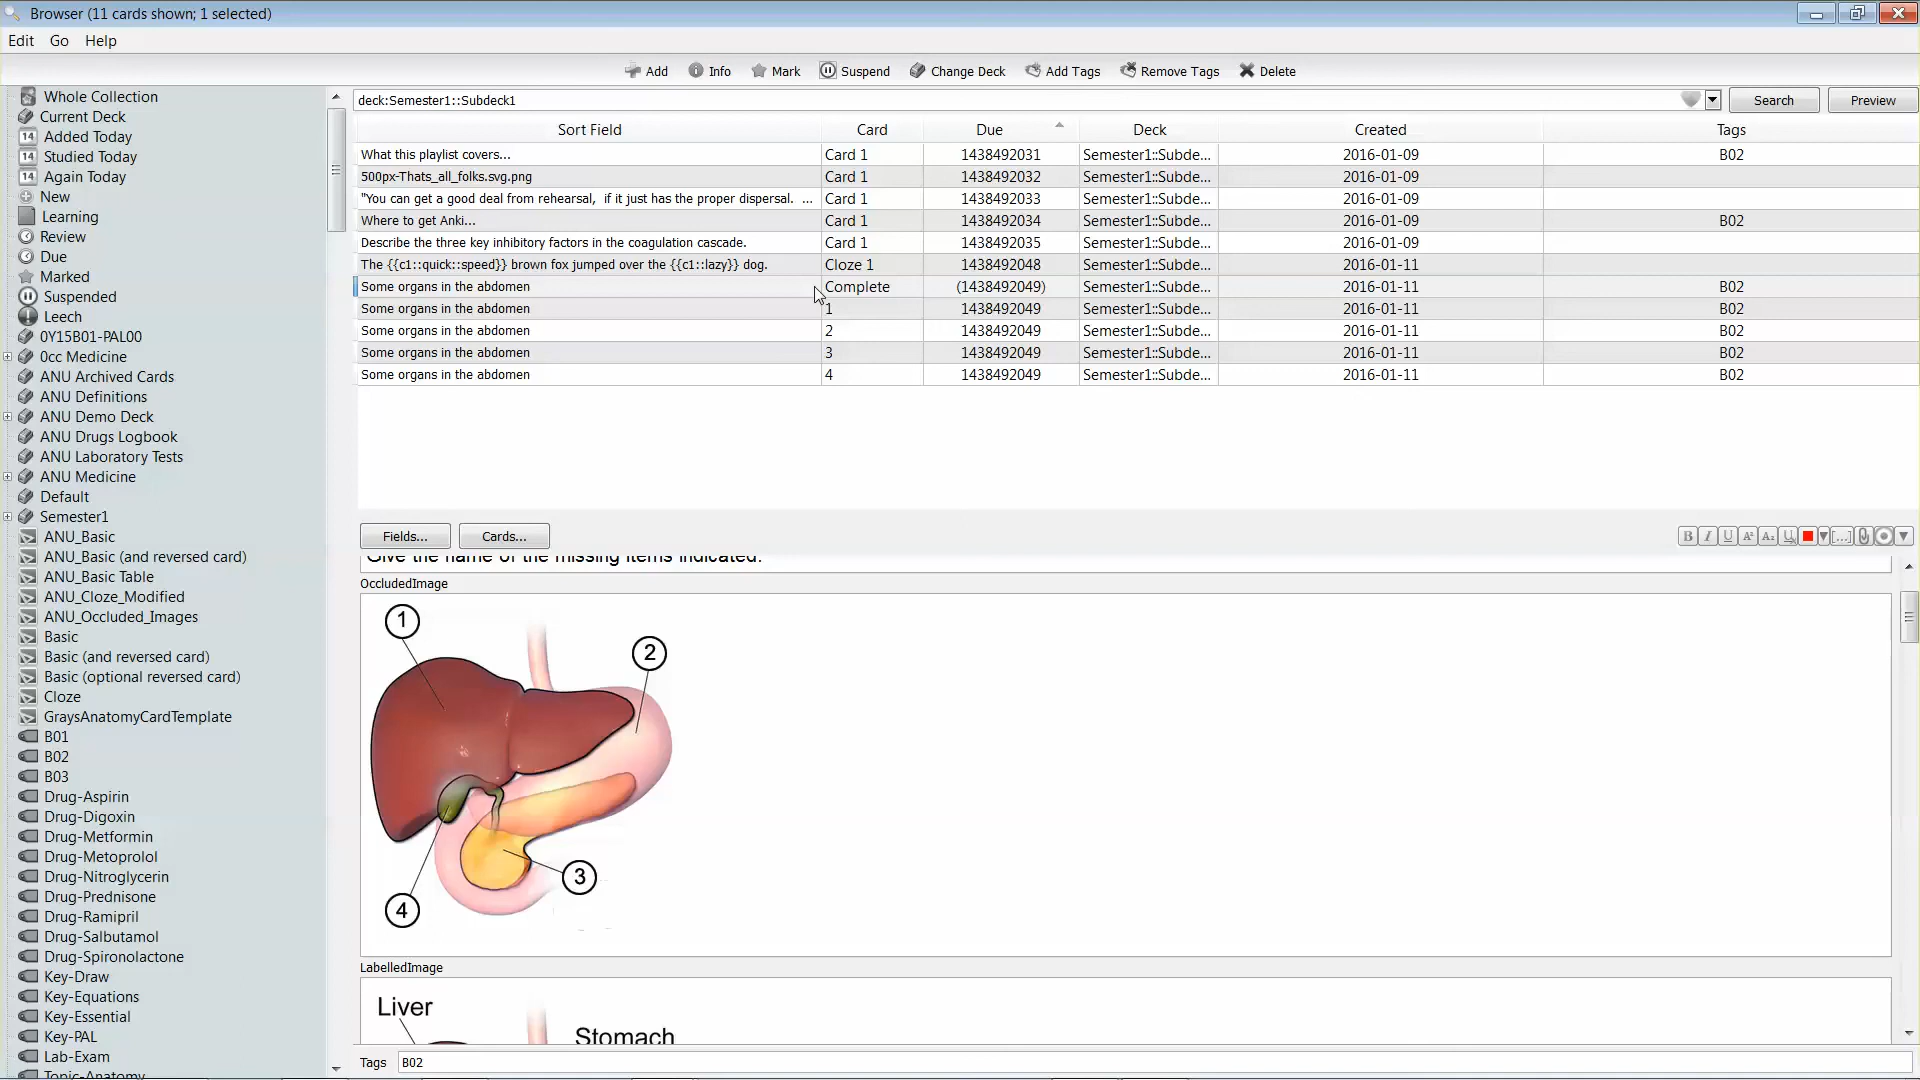 Browser (11 cards shown; 1 selected)
Edit Go Help
Add Info Mark Suspend Change Deck Add Tags Remove Tags Delete
Whole Collection
Current Deck
14 Added Today
14 Studied Today
14 Again Today
New
Learning
Review
Due
Marked
Suspended
Leech
0Y15B01-PAL00
0cc Medicine
ANU Archived Cards
ANU Definitions
ANU Demo Deck
ANU Drugs Logbook
ANU Laboratory Tests
ANU Medicine
Default
Semester1
ANU_Basic
ANU_Basic (and reversed card)
ANU_Basic Table
ANU_Cloze_Modified
ANU_Occluded_Images
Basic
Basic (and reversed card)
Basic (optional reversed card)
Cloze
GraysAnatomyCardTemplate
B01
B02
B03
Drug-Aspirin
Drug-Digoxin
Drug-Metformin
Drug-Metoprolol
Drug-Nitroglycerin
Drug-Prednisone
Drug-Ramipril
Drug-Salbutamol
Drug-Spironolactone
Key-Draw
Key-Equations
Key-Essential
Key-PAL
Lab-Exam
Topic-Anatomy
deck:Semester1::Subdeck1 Search Preview
Sort Field Card Due Deck Created Tags
What this playlist covers... Card 1 1438492031 Semester1::Subde... 2016-01-09 B02
500px-Thats_all_folks.svg.png Card 1 1438492032 Semester1::Subde... 2016-01-09
"You can get a good deal from rehearsal, if it just has the proper dispersal. ... Card 1 1438492033 Semester1::Subde... 2016-01-09
Where to get Anki... Card 1 1438492034 Semester1::Subde... 2016-01-09 B02
Describe the three key inhibitory factors in the coagulation cascade. Card 1 1438492035 Semester1::Subde... 2016-01-09
The {{c1::quick::speed}} brown fox jumped over the {{c1::lazy}} dog. Cloze 1 1438492048 Semester1::Subde... 2016-01-11
Some organs in the abdomen Complete (1438492049) Semester1::Subde... 2016-01-11 B02
Some organs in the abdomen 1 1438492049 Semester1::Subde... 2016-01-11 B02
Some organs in the abdomen 2 1438492049 Semester1::Subde... 2016-01-11 B02
Some organs in the abdomen 3 1438492049 Semester1::Subde... 2016-01-11 B02
Some organs in the abdomen 4 1438492049 Semester1::Subde... 2016-01-11 B02
Fields... Cards... B I U A² A₂ U [...]
Give the name of the missing items indicated.
OccludedImage
1
2
3
4
LabelledImage
Liver
Stomach
Tags B02